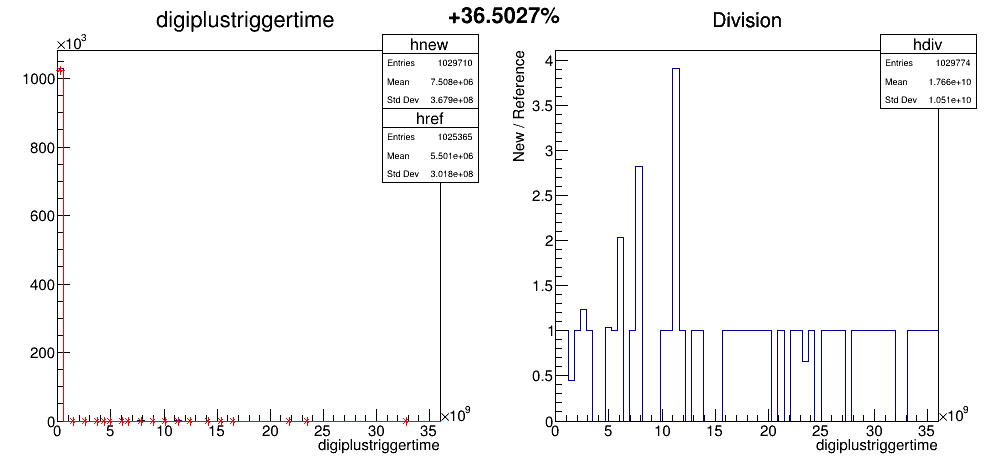 digiplustriggertime
+36.5027%
Division
×10³
hnew
Entries 1029710
Mean 7.508e+06
Std Dev 3.679e+08
href
Entries 1025365
Mean 5.501e+06
Std Dev 3.018e+08
1000
800
600
400
200
0
0 5 10 15 20 25 30 35
×10⁹
digiplustriggertime
hdiv
Entries 1029774
Mean 1.766e+10
Std Dev 1.051e+10
New / Reference
4
3.5
3
2.5
2
1.5
1
0.5
0
0 5 10 15 20 25 30 35
×10⁹
digiplustriggertime